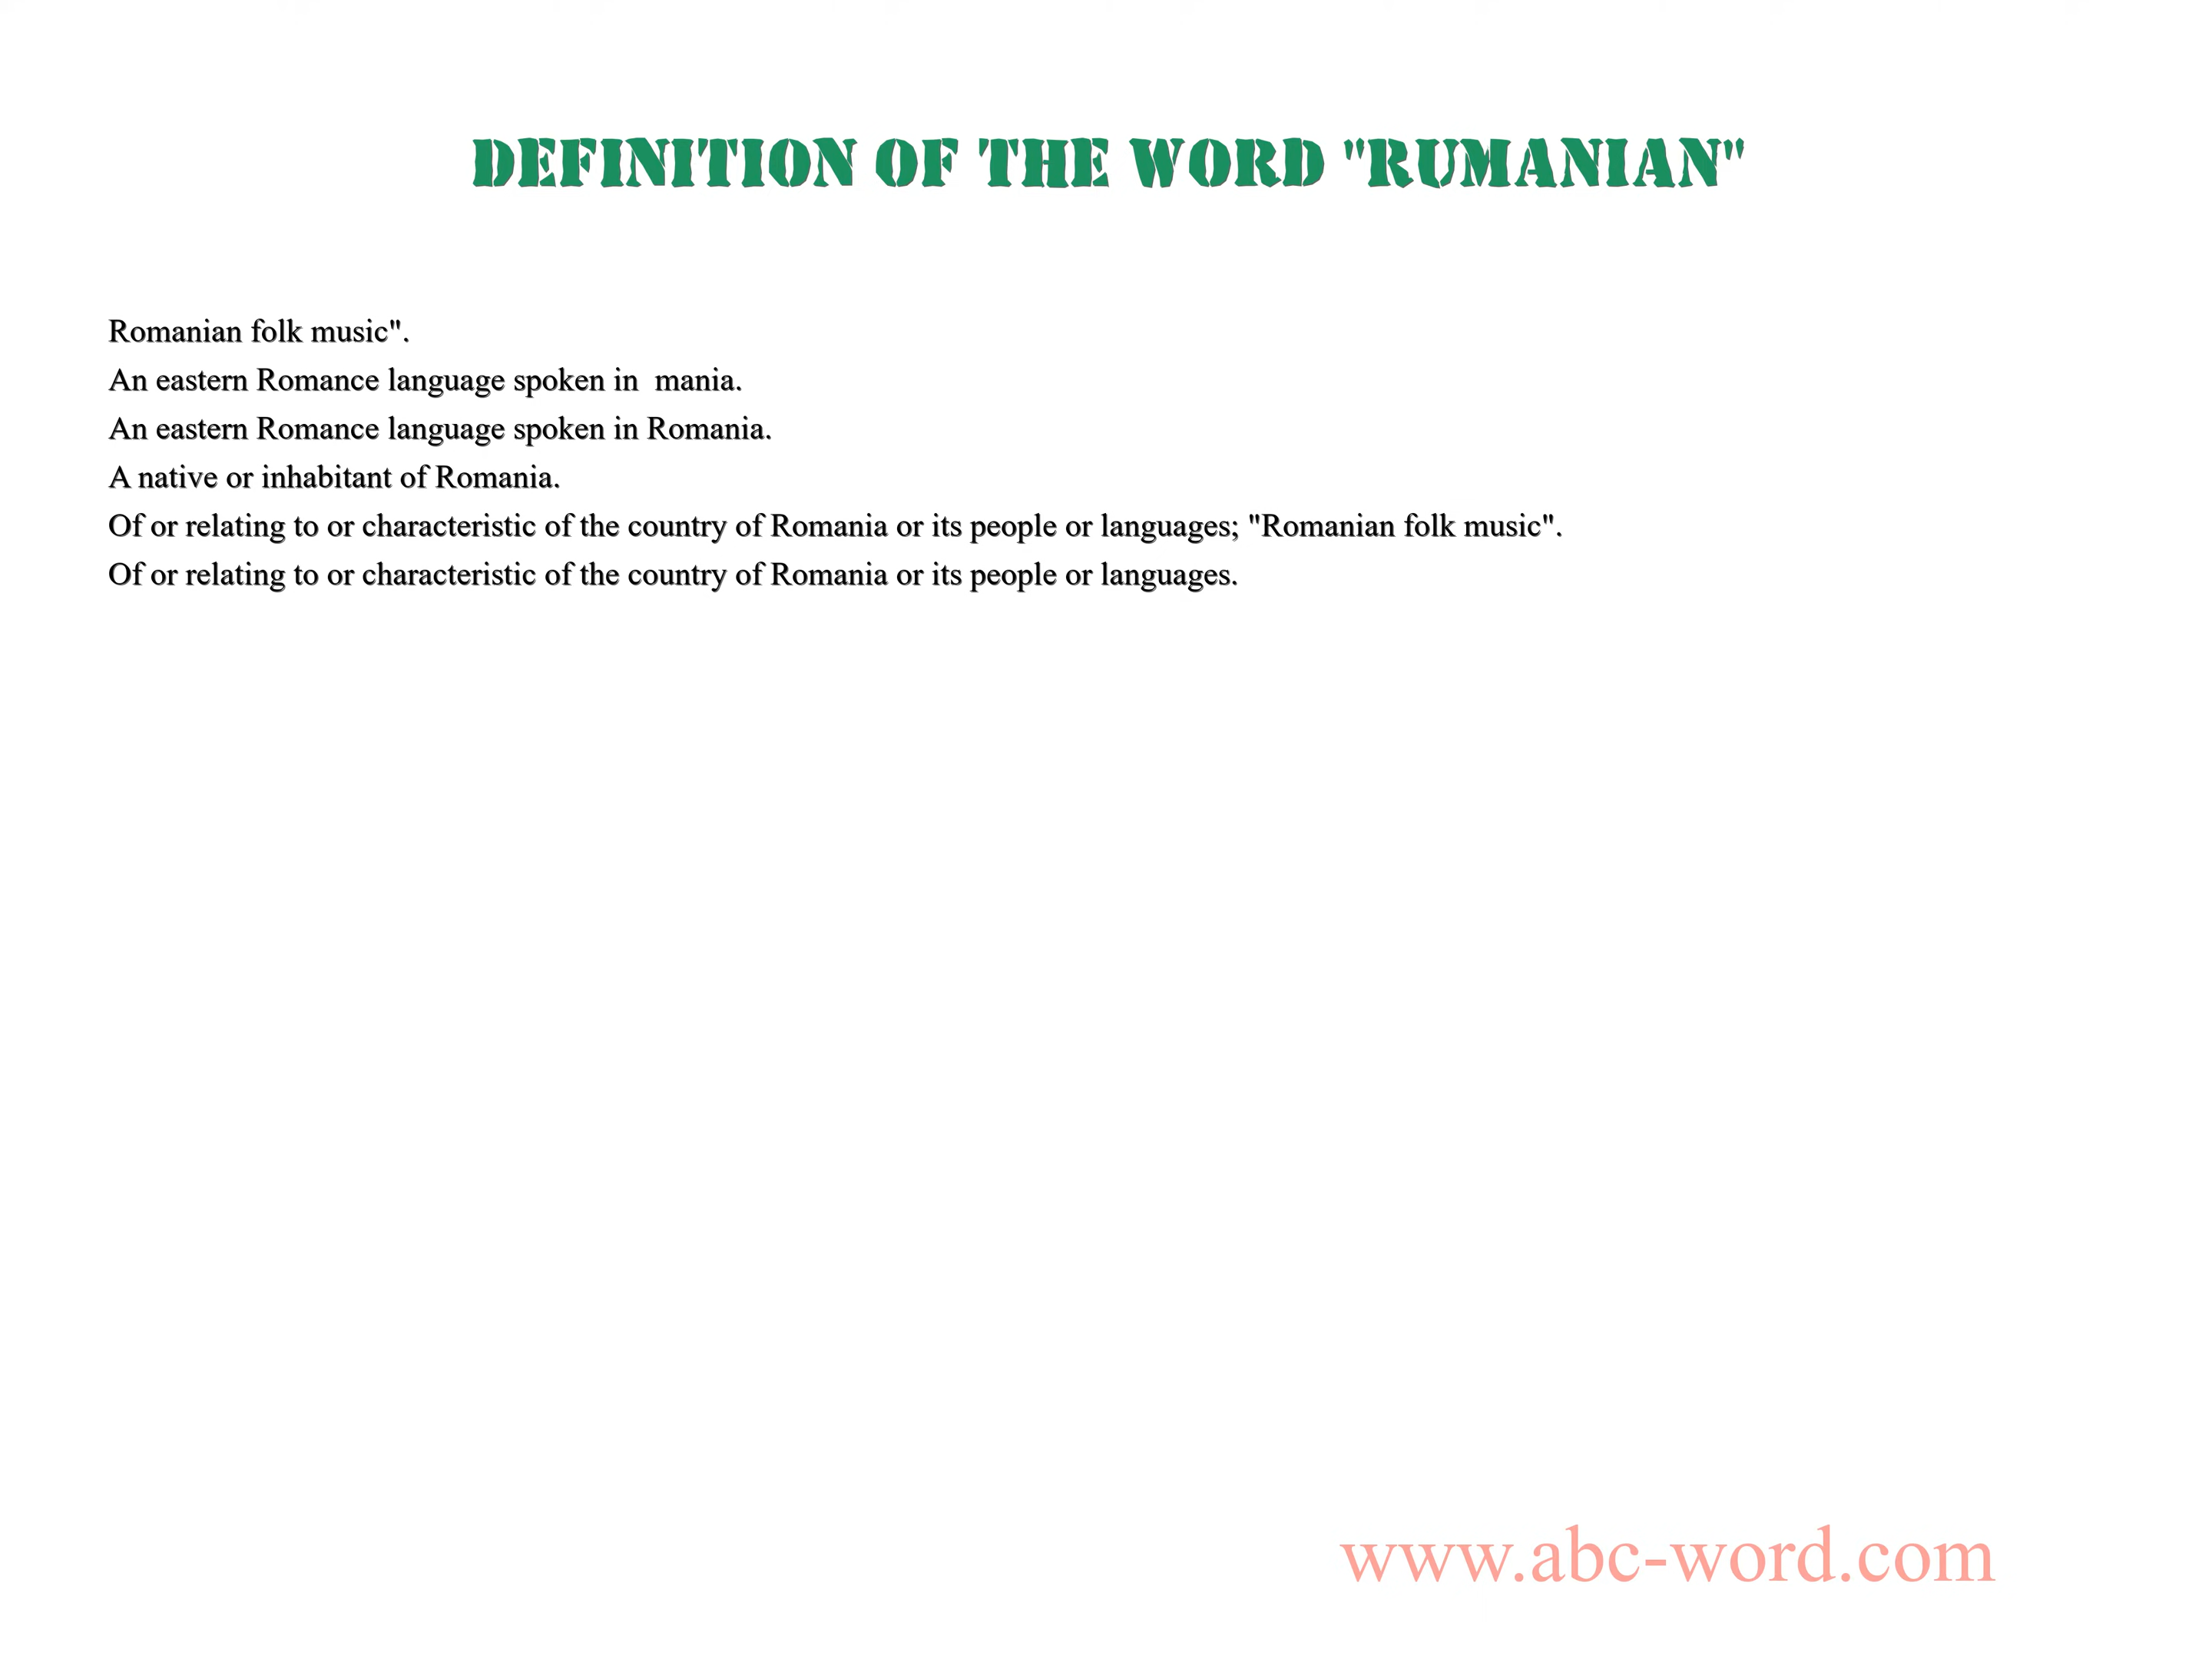 DEFINITION OF THE WORD "RUMANIAN"
Romanian folk music".
An eastern Romance language spoken in  mania.
An eastern Romance language spoken in Romania.
A native or inhabitant of Romania.
Of or relating to or characteristic of the country of Romania or its people or languages; "Romanian folk music".
Of or relating to or characteristic of the country of Romania or its people or languages.
www.abc-word.com